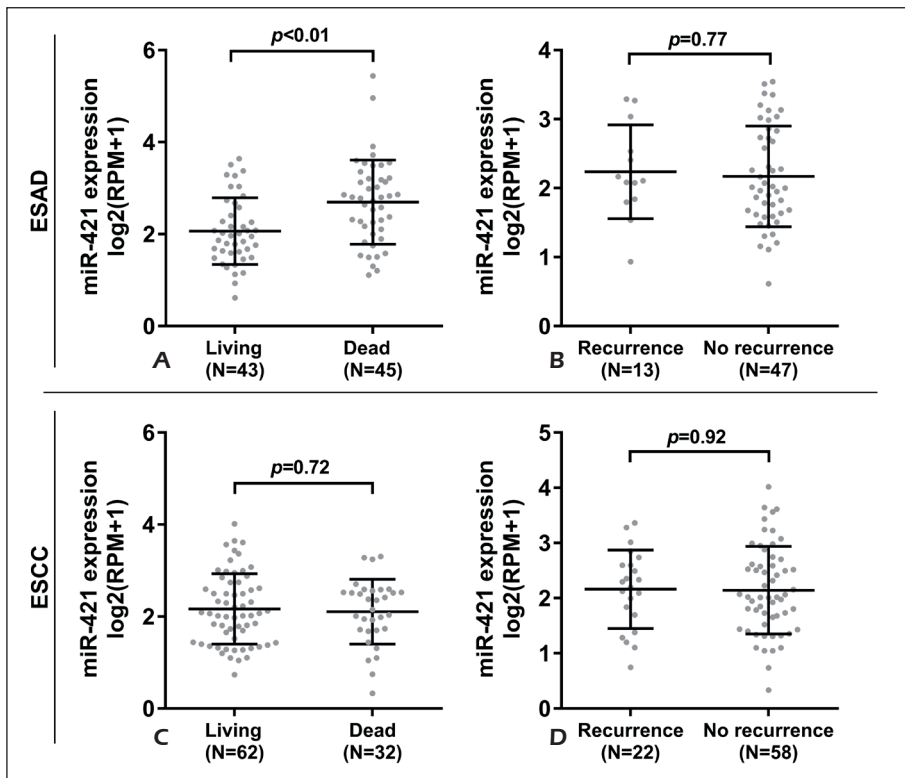 ESAD
miR-421 expression
log2(RPM+1)
6
4
2
0
p<0.01
A
Living
(N=43)
Dead
(N=45)
miR-421 expression
log2(RPM+1)
4
3
2
1
0
p=0.77
B
Recurrence
(N=13)
No recurrence
(N=47)
ESCC
miR-421 expression
log2(RPM+1)
6
4
2
0
p=0.72
C
Living
(N=62)
Dead
(N=32)
miR-421 expression
log2(RPM+1)
5
4
3
2
1
0
p=0.92
D
Recurrence
(N=22)
No recurrence
(N=58)